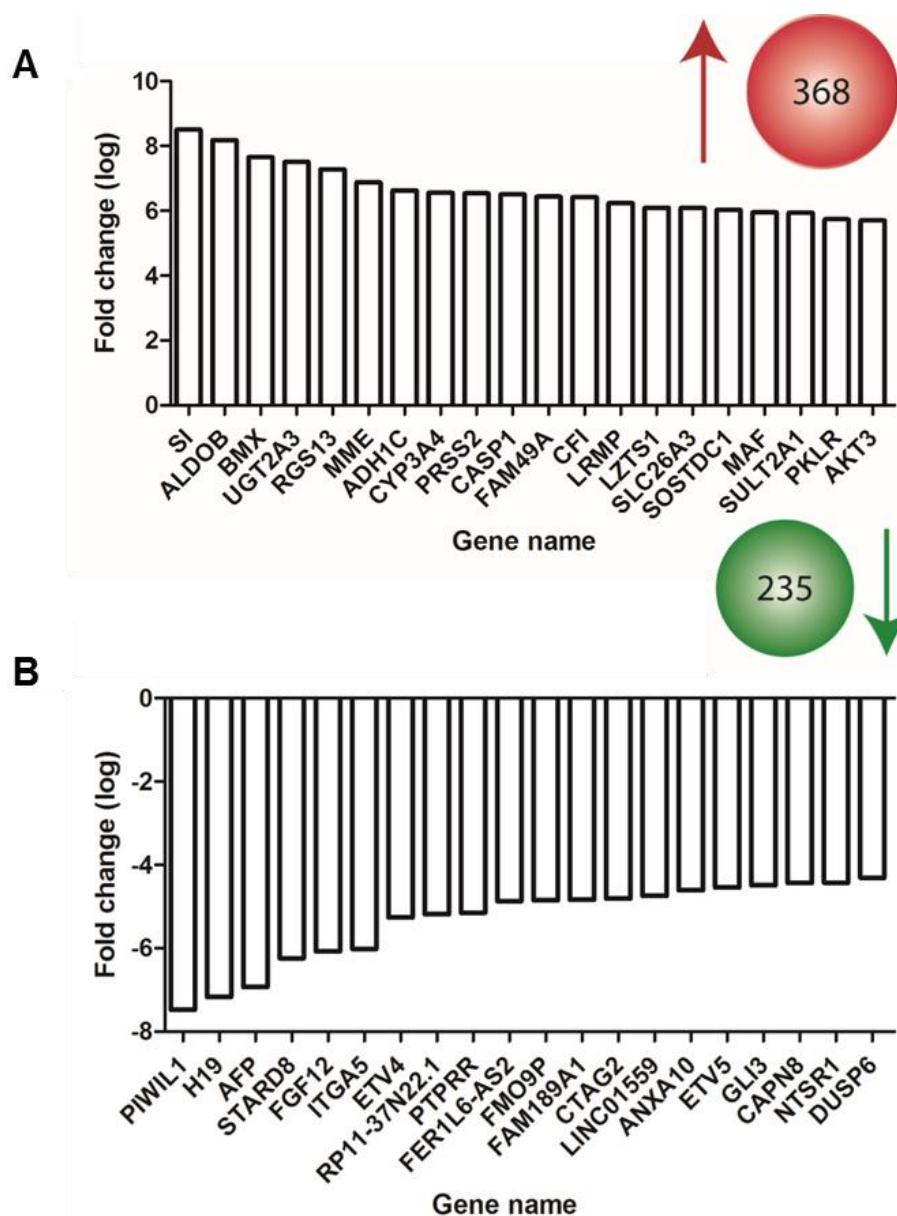 A
368
10
8
6
4
2
0
Fold change (log)
SI
ALDOB
BMX
UGT2A3
RGS13
MME
ADH1C
CYP3A4
PRSS2
CASP1
FAM49A
CFI
LRMP
LZTS1
SLC26A3
SOSTDC1
MAF
SULT2A1
PKLR
AKT3
Gene name
235
B
0
-2
-4
-6
-8
Fold change (log)
PIWIL1
H19
AFP
STARD8
FGF12
ITGA5
ETV4
RP11-37N22.1
PTPRR
FER1L6-AS2
FMO9P
FAM189A1
CTAG2
LINC01559
ANXA10
ETV5
GLI3
CAPN8
NTSR1
DUSP6
Gene name